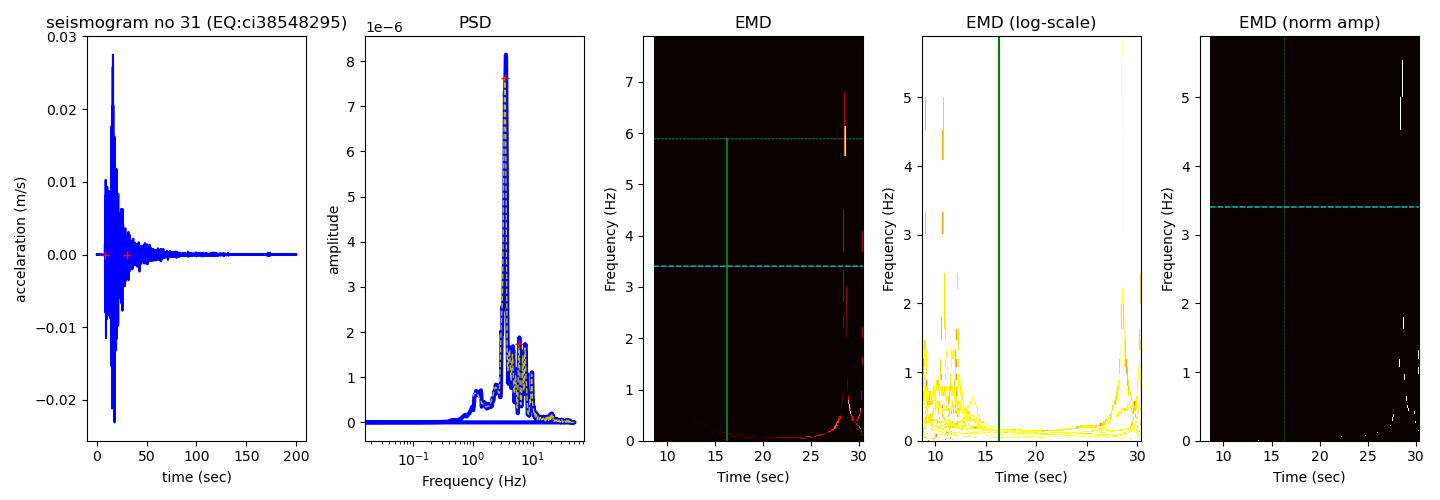 seismogram no 31 (EQ:ci38548295)
accelaration (m/s)
0.03
0.02
0.01
0.00
−0.01
−0.02
0 50 100 150 200
time (sec)
PSD
1e−6
amplitude
8
7
6
5
4
3
2
1
0
10−1 100 101
Frequency (Hz)
EMD
Frequency (Hz)
7
6
5
4
3
2
1
0
10 15 20 25 30
Time (sec)
EMD (log-scale)
Frequency (Hz)
5
4
3
2
1
0
10 15 20 25 30
Time (sec)
EMD (norm amp)
Frequency (Hz)
5
4
3
2
1
0
10 15 20 25 30
Time (sec)